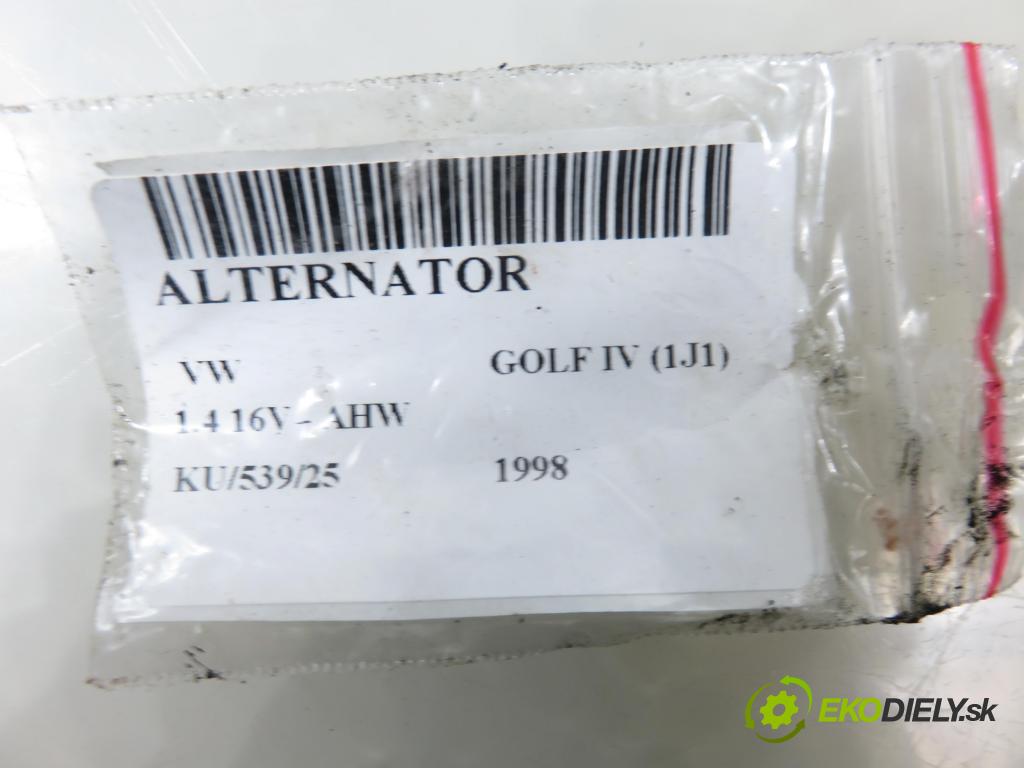 ALTERNATOR
VW GOLF IV (1J1)
1.4 16V - AHW
KU/539/25 1998
EKODIELY.sk